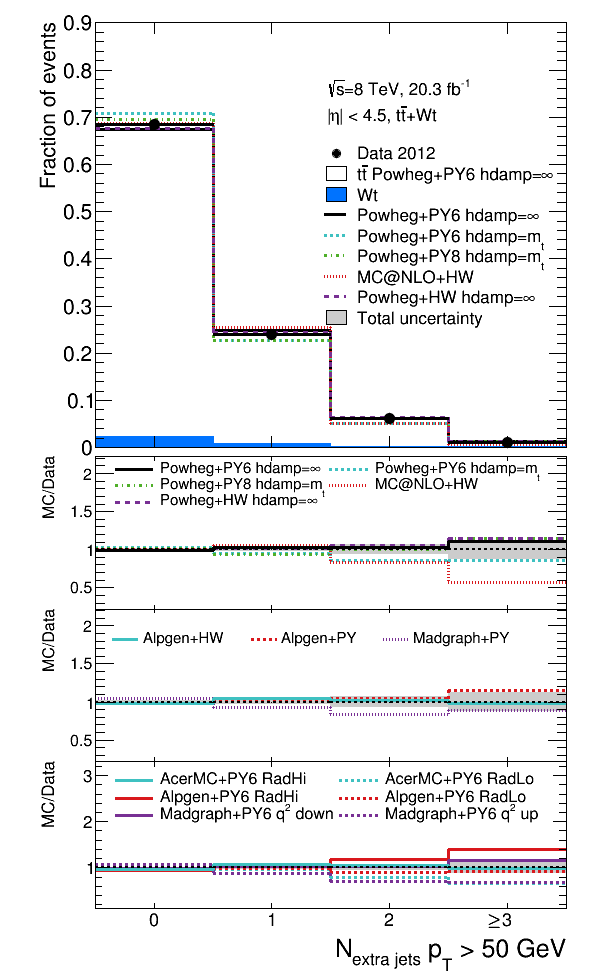 0.9
0.8
0.7
0.6
0.5
0.4
0.3
0.2
0.1
0
Fraction of events
√s=8 TeV, 20.3 fb⁻¹
|η| < 4.5, tt̄+Wt
Data 2012
tt̄ Powheg+PY6 hdamp=∞
Wt
Powheg+PY6 hdamp=∞
Powheg+PY6 hdamp=mₜ
Powheg+PY8 hdamp=mₜ
MC@NLO+HW
Powheg+HW hdamp=∞
Total uncertainty
MC/Data
2
1.5
1
0.5
Powheg+PY6 hdamp=∞ Powheg+PY6 hdamp=mₜ
Powheg+PY8 hdamp=mₜ MC@NLO+HW
Powheg+HW hdamp=∞
MC/Data
2
1.5
1
0.5
Alpgen+HW Alpgen+PY Madgraph+PY
MC/Data
3
2
1
AcerMC+PY6 RadHi AcerMC+PY6 RadLo
Alpgen+PY6 RadHi Alpgen+PY6 RadLo
Madgraph+PY6 q² down Madgraph+PY6 q² up
0 1 2 ≥3
N_extra jets p_T > 50 GeV